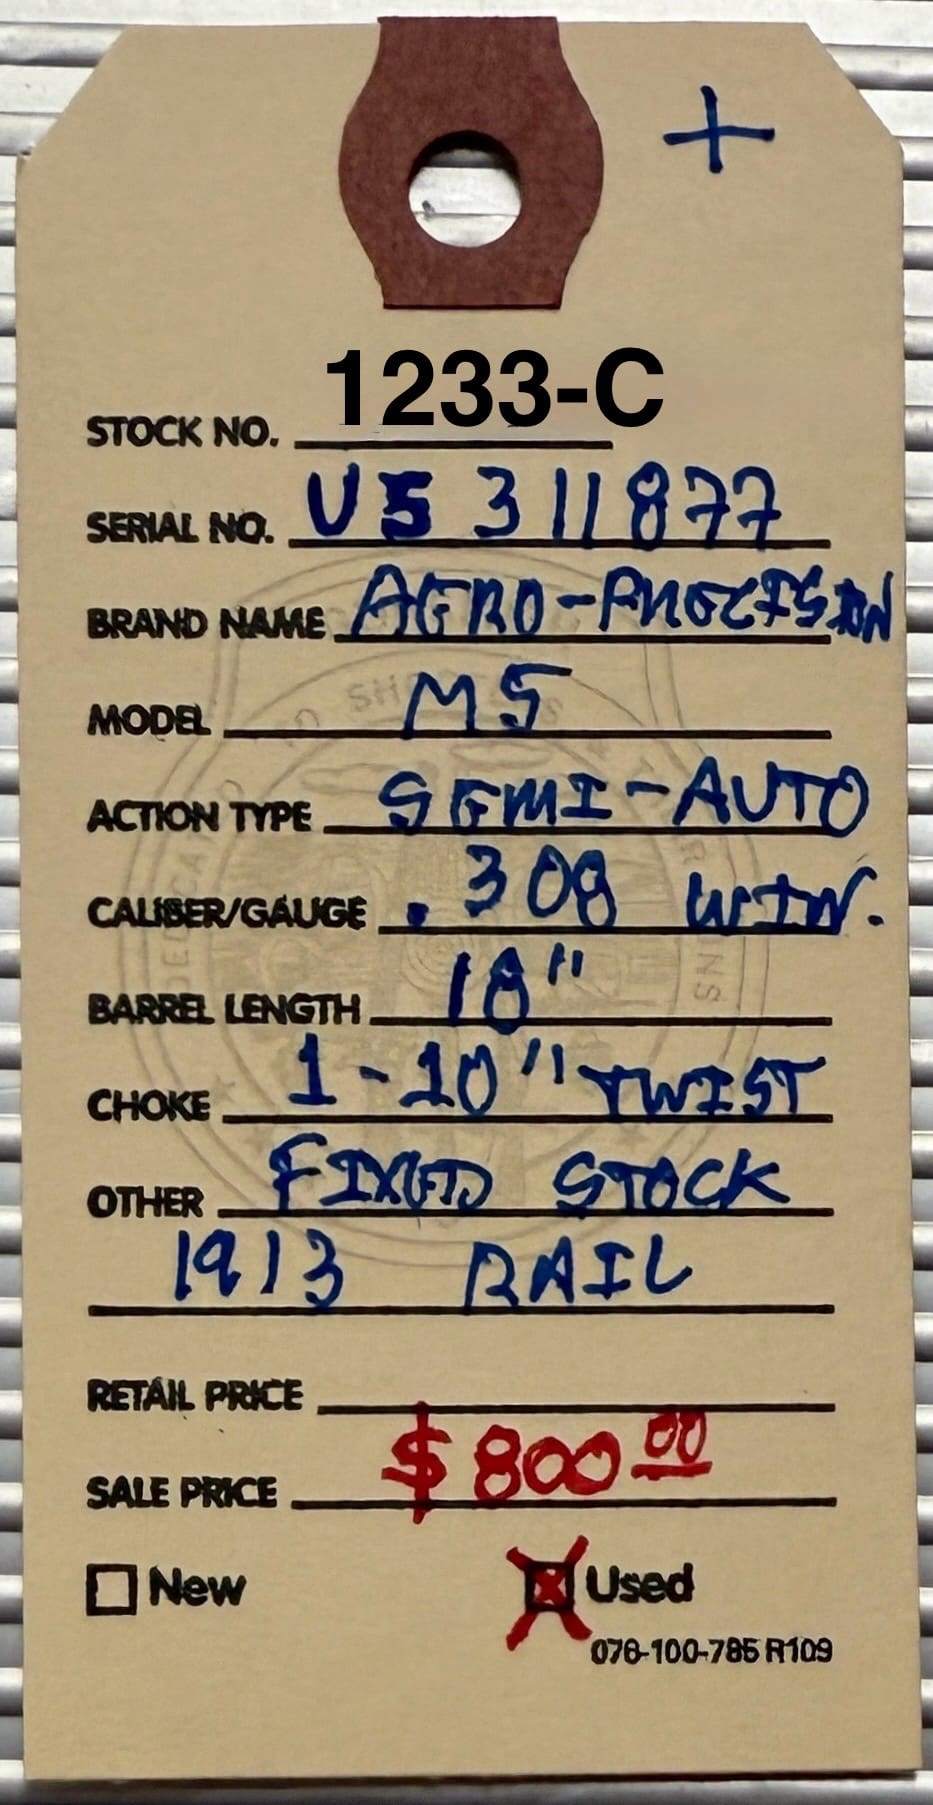 +
STOCK NO. 1233-C
SERIAL NO. US 311877
BRAND NAME AERO-PRECISION
MODEL M5
ACTION TYPE SEMI-AUTO
CALIBER/GAUGE .308 WIN.
BARREL LENGTH 18"
CHOKE 1-10" TWIST
OTHER FIXED STOCK
1913 RAIL
RETAIL PRICE
SALE PRICE $800.00
New Used
076-100-785 R109